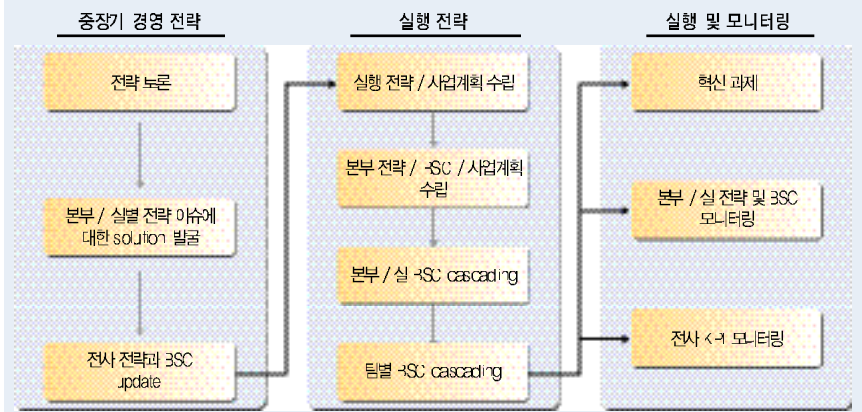 중장기 경영 전략
전략 토론
본부 / 실별 전략 이슈에
대한 solution 발굴
전사 전략과 BSC
update
실행 전략
실행 전략 / 사업계획 수립
본부 전략 / BSC / 사업계획
수립
본부 / 실 BSC cascading
팀별 BSC cascading
실행 및 모니터링
혁신 과제
본부 / 실 전략 및 BSC
모니터링
전사 KPI 모니터링